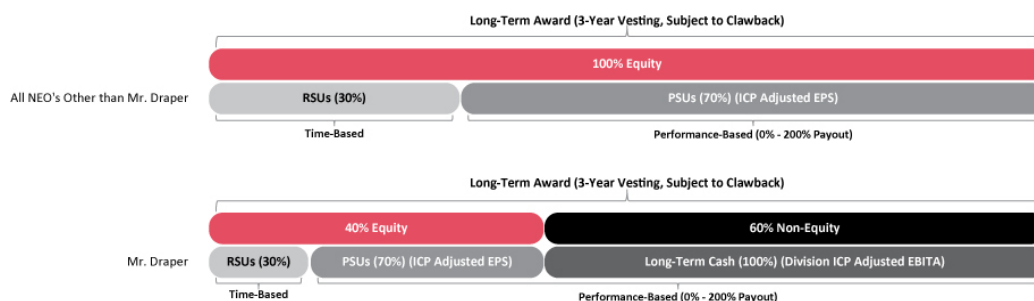 Long-Term Award (3-Year Vesting, Subject to Clawback)
100% Equity
All NEO's Other than Mr. Draper
RSUs (30%)
PSUs (70%) (ICP Adjusted EPS)
Time-Based
Performance-Based (0% - 200% Payout)
Long-Term Award (3-Year Vesting, Subject to Clawback)
40% Equity
60% Non-Equity
Mr. Draper
RSUs (30%)
PSUs (70%) (ICP Adjusted EPS)
Long-Term Cash (100%) (Division ICP Adjusted EBITA)
Time-Based
Performance-Based (0% - 200% Payout)